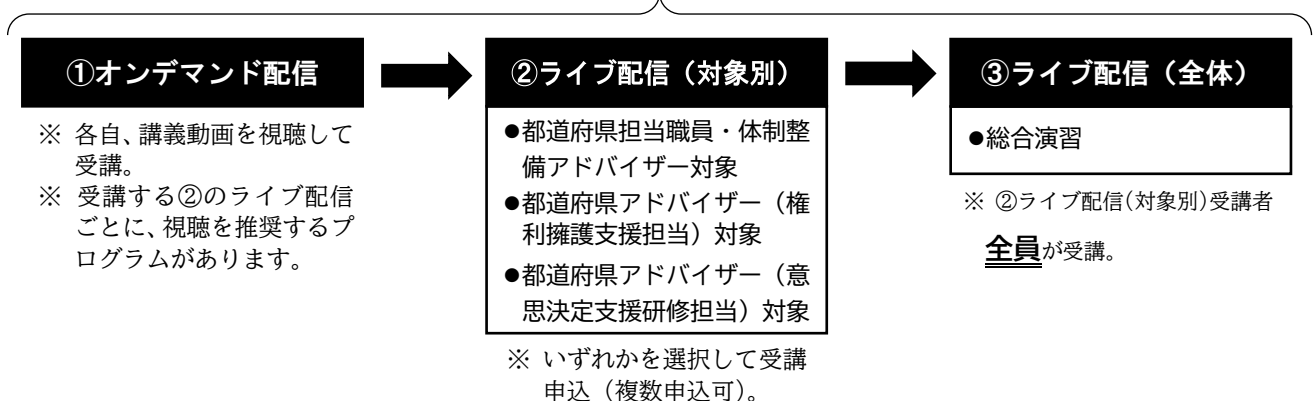 ①オンデマンド配信
※ 各自、講義動画を視聴して
受講。
※ 受講する②のライブ配信
ごとに、視聴を推奨するプ
ログラムがあります。
②ライブ配信（対象別）
●都道府県担当職員・体制整
備アドバイザー対象
●都道府県アドバイザー（権
利擁護支援担当）対象
●都道府県アドバイザー（意
思決定支援研修担当）対象
※ いずれかを選択して受講
申込（複数申込可）。
③ライブ配信（全体）
●総合演習
※ ②ライブ配信(対象別)受講者
全員が受講。